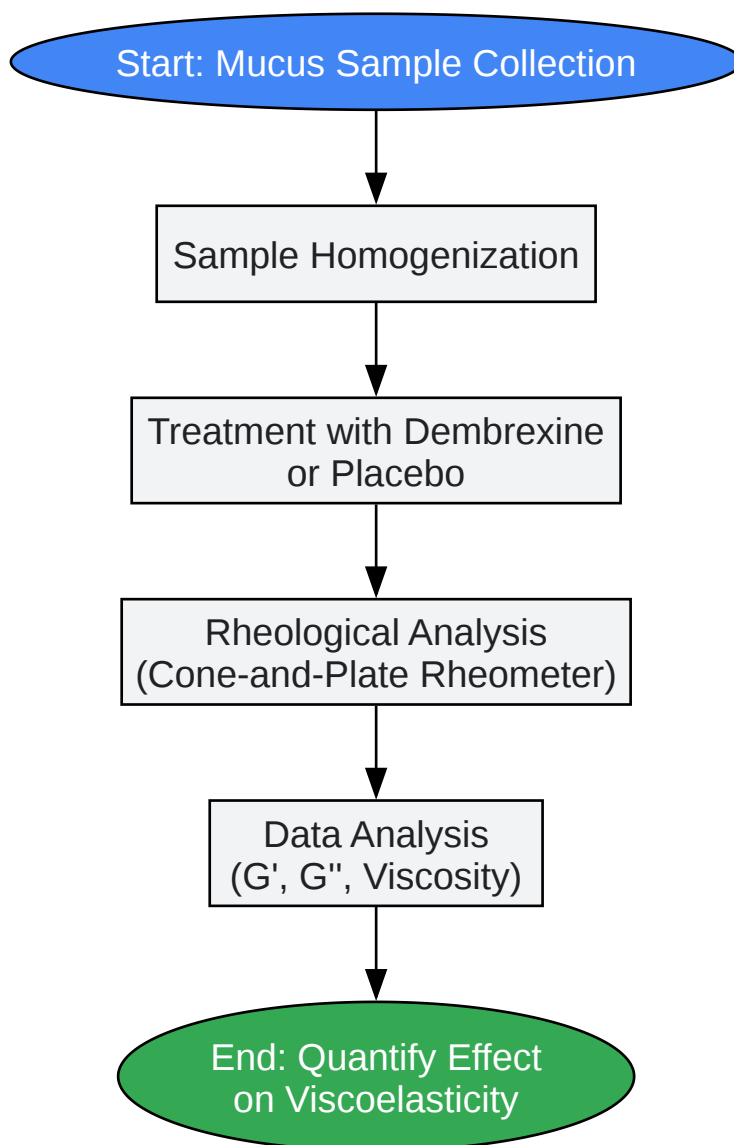 Start: Mucus Sample Collection
Sample Homogenization
Treatment with Dembrexine
or Placebo
Rheological Analysis
(Cone-and-Plate Rheometer)
Data Analysis
(G', G'', Viscosity)
End: Quantify Effect
on Viscoelasticity